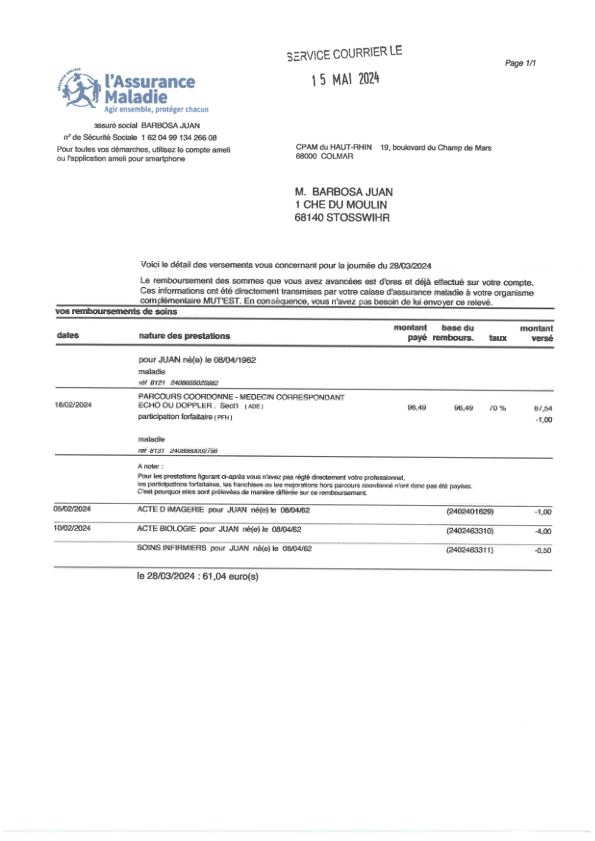 SERVICE COURRIER LE
15 MAI 2024
Page 1/1
SÉCURITÉ SOCIALE
l'Assurance
Maladie
Agir ensemble, protéger chacun
assuré social BARBOSA JUAN
n° de Sécurité Sociale 1 62 04 99 134 266 08
Pour toutes vos démarches, utilisez le compte ameli
ou l'application ameli pour smartphone
CPAM du HAUT-RHIN 19, boulevard du Champ de Mars
68000 COLMAR
M. BARBOSA JUAN
1 CHE DU MOULIN
68140 STOSSWIHR
Voici le détail des versements vous concernant pour la journée du 28/03/2024
Le remboursement des sommes que vous avez avancées est d'ores et déjà effectué sur votre compte.
Ces informations ont été directement transmises par votre caisse d'assurance maladie à votre organisme
complémentaire MUT'EST. En conséquence, vous n'avez pas besoin de lui envoyer ce relevé.
vos remboursements de soins
dates nature des prestations montant payé base du rembours. taux montant versé
pour JUAN né(e) le 08/04/1962
maladie
réf 8121 2408655025982
PARCOURS COORDONNE - MEDECIN CORRESPONDANT
16/02/2024 ECHO OU DOPPLER . Sect1 (ADE) 96,49 96,49 70 % 67,54
participation forfaitaire (PFH) -1,00
maladie
réf 8131 2408880002798
A noter :
Pour les prestations figurant ci-après vous n'avez pas réglé directement votre professionnel,
les participations forfaitaires, les franchises ou les majorations hors parcours coordonné n'ont donc pas été payées.
C'est pourquoi elles sont prélevées de manière différée sur ce remboursement.
05/02/2024 ACTE D IMAGERIE pour JUAN né(e) le 08/04/62 (2402401629) -1,00
10/02/2024 ACTE BIOLOGIE pour JUAN né(e) le 08/04/62 (2402463310) -4,00
SOINS INFIRMIERS pour JUAN né(e) le 08/04/62 (2402463311) -0,50
le 28/03/2024 : 61,04 euro(s)